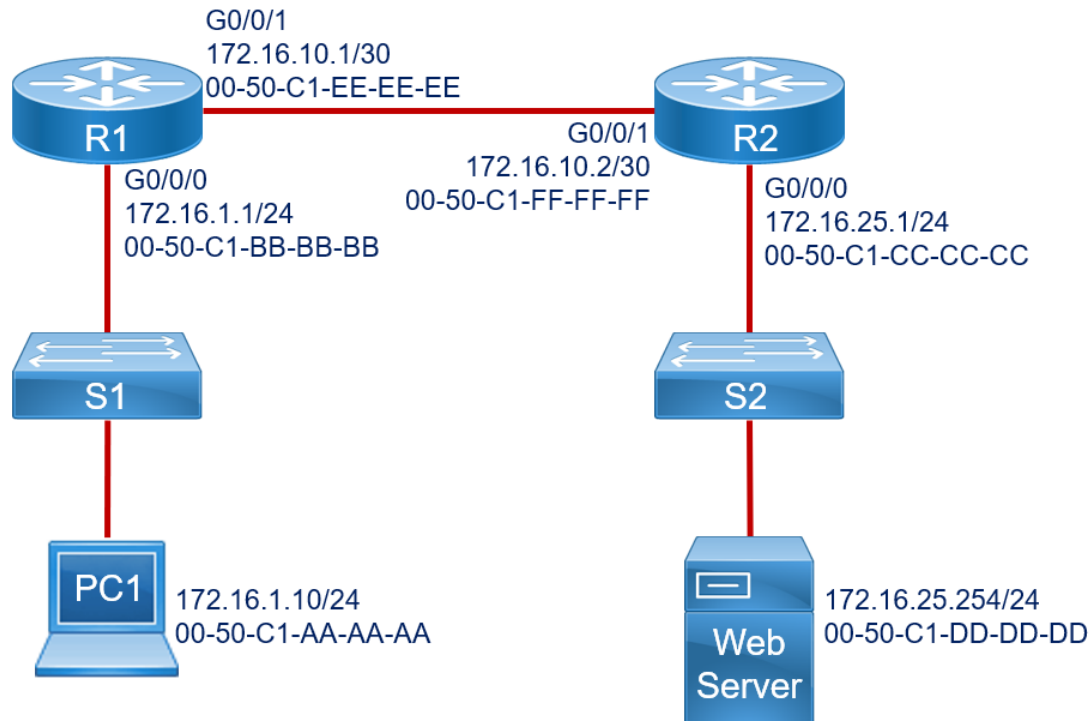 G0/0/1
172.16.10.1/30
00-50-C1-EE-EE-EE
R1
R2
G0/0/1
172.16.10.2/30
00-50-C1-FF-FF-FF
G0/0/0
172.16.1.1/24
00-50-C1-BB-BB-BB
G0/0/0
172.16.25.1/24
00-50-C1-CC-CC-CC
S1
S2
PC1
172.16.1.10/24
00-50-C1-AA-AA-AA
Web
Server
172.16.25.254/24
00-50-C1-DD-DD-DD